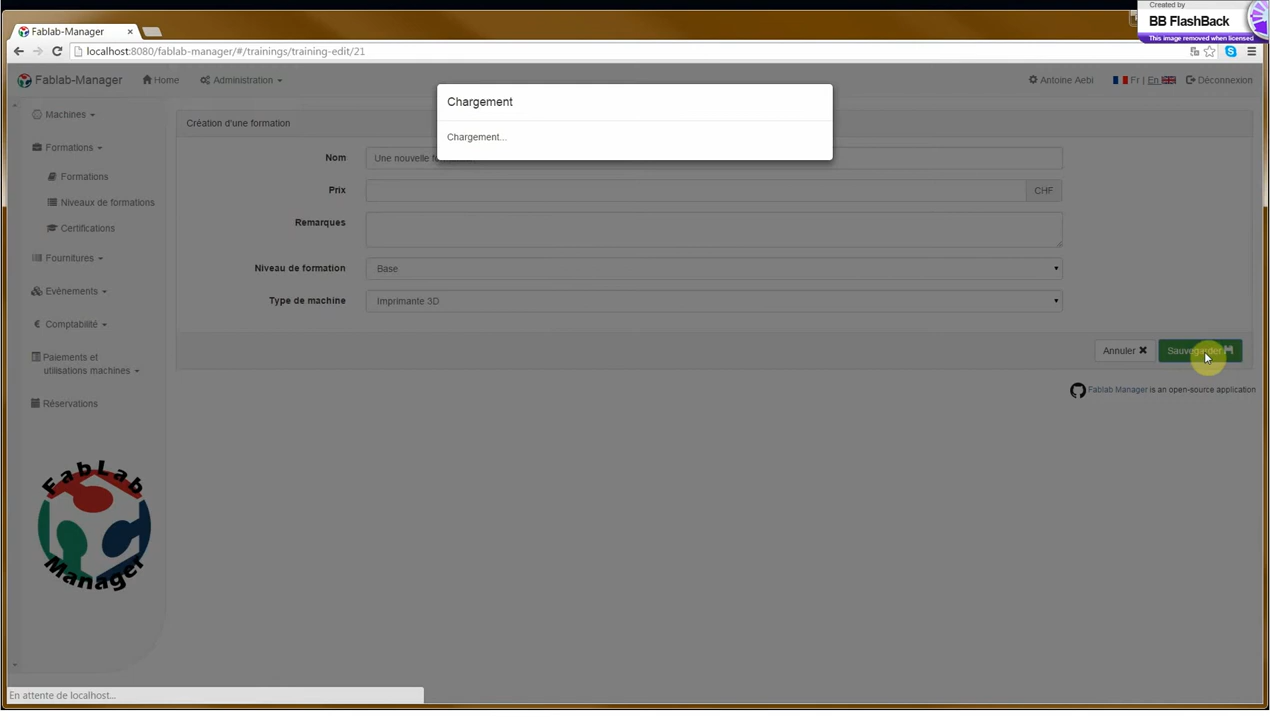 Created by
BB FlashBack
This image removed when licensed
Fablab-Manager
localhost:8080/fablab-manager/#/trainings/training-edit/21
Fablab-Manager
Home
Administration
Antoine Aebi
Fr | En
Déconnexion
Machines
Formations
Formations
Niveaux de formations
Certifications
Fournitures
Evènements
€ Comptabilité
Paiements et
utilisations machines
Réservations
FabLab
Manager
Chargement
Chargement...
Création d'une formation
Nom
Une nouvelle
Prix
CHF
Remarques
Niveau de formation
Base
Type de machine
Imprimante 3D
Annuler
Sauvegarder
Fablab Manager is an open-source application
En attente de localhost...